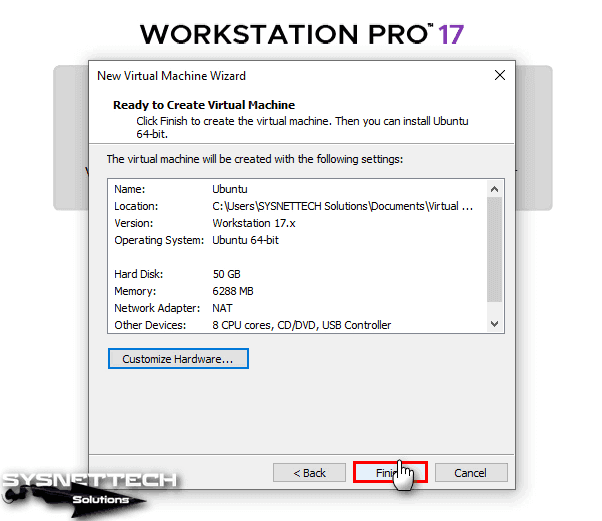 WORKSTATION PRO™ 17
New Virtual Machine Wizard
Ready to Create Virtual Machine
Click Finish to create the virtual machine. Then you can install Ubuntu
64-bit.
The virtual machine will be created with the following settings:
Name: Ubuntu
Location: C:\Users\SYSNETTECH Solutions\Documents\Virtual ...
Version: Workstation 17.x
Operating System: Ubuntu 64-bit
Hard Disk: 50 GB
Memory: 6288 MB
Network Adapter: NAT
Other Devices: 8 CPU cores, CD/DVD, USB Controller
Customize Hardware...
< Back Cancel
SYSNETTECH
Solutions